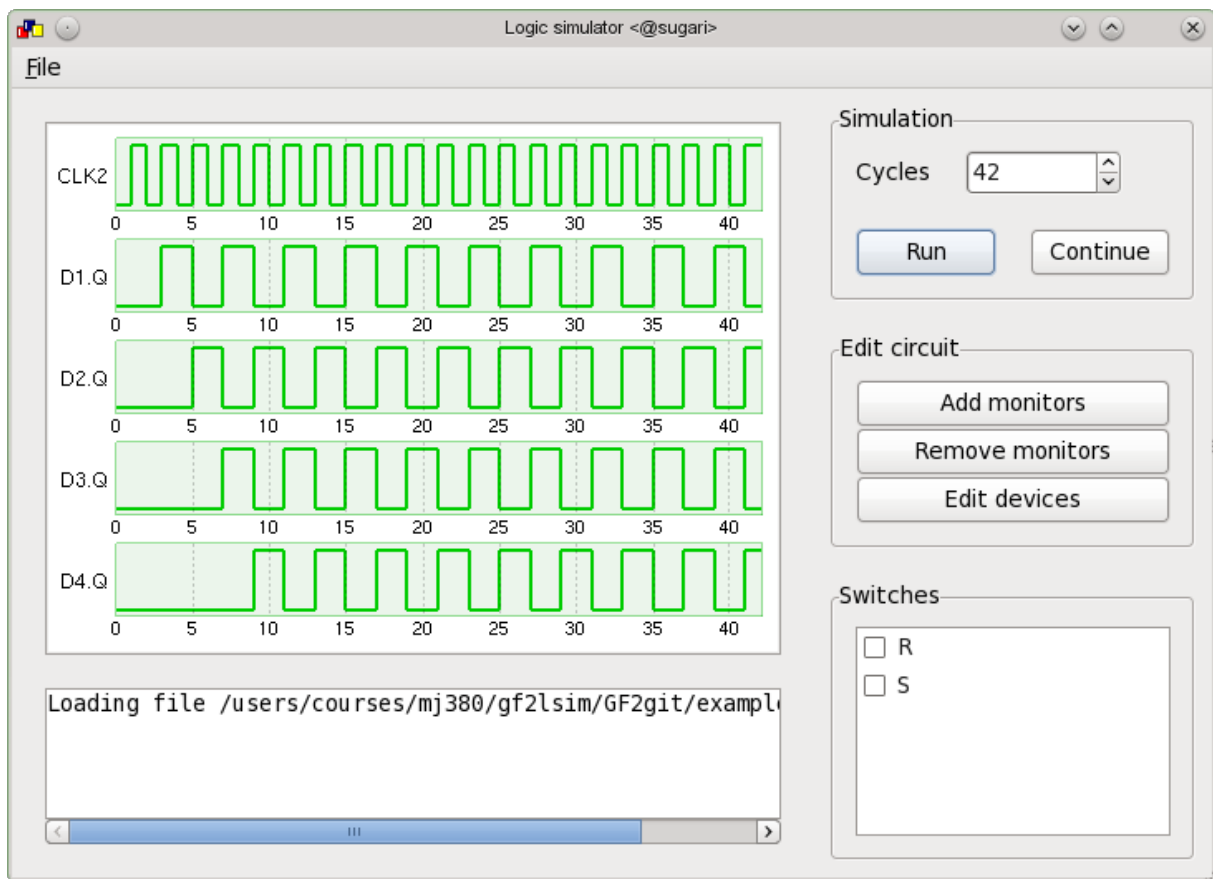 Logic simulator <@sugari>
File
CLK2
0 5 10 15 20 25 30 35 40
D1.Q
0 5 10 15 20 25 30 35 40
D2.Q
0 5 10 15 20 25 30 35 40
D3.Q
0 5 10 15 20 25 30 35 40
D4.Q
0 5 10 15 20 25 30 35 40
Loading file /users/courses/mj380/gf2lsim/GF2git/example
Simulation
Cycles 42
Run Continue
Edit circuit
Add monitors
Remove monitors
Edit devices
Switches
R
S